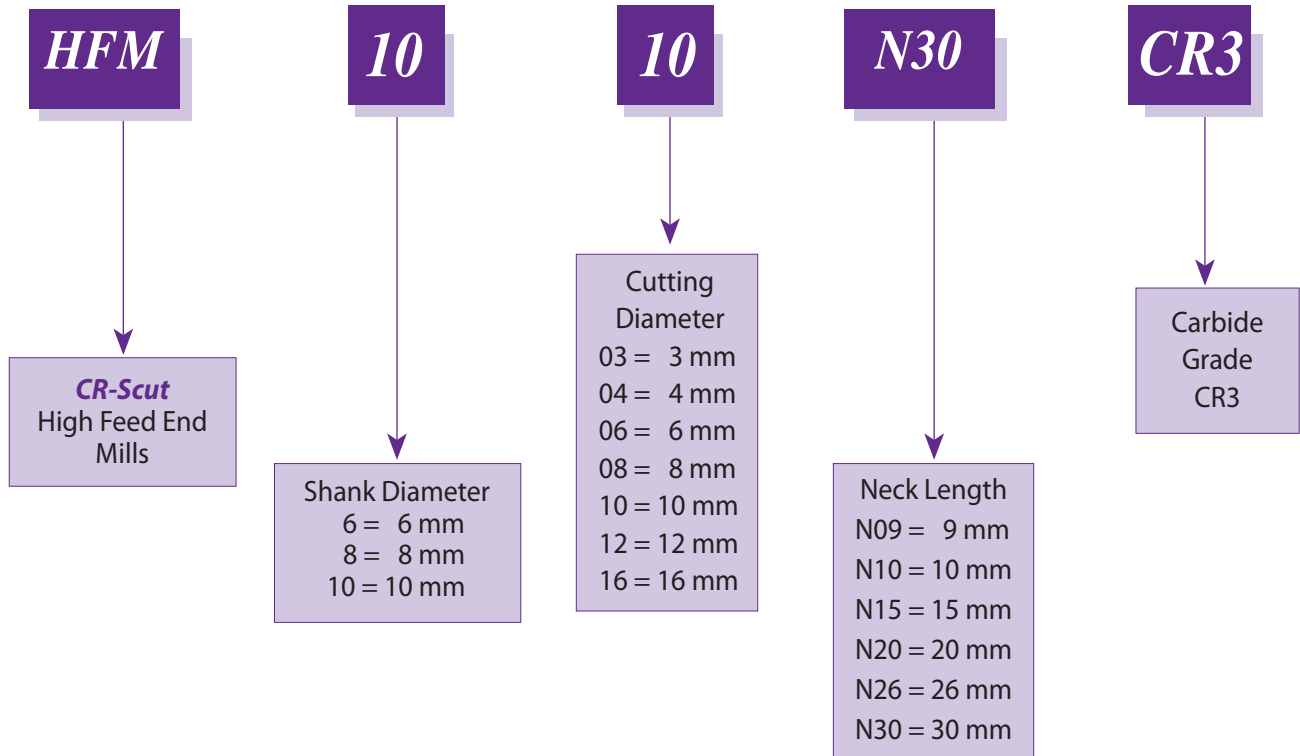 HFM
10
10
N30
CR3
CR-Scut
High Feed End
Mills
Shank Diameter
6 = 6 mm
8 = 8 mm
10 = 10 mm
Cutting
Diameter
03 = 3 mm
04 = 4 mm
06 = 6 mm
08 = 8 mm
10 = 10 mm
12 = 12 mm
16 = 16 mm
Neck Length
N09 = 9 mm
N10 = 10 mm
N15 = 15 mm
N20 = 20 mm
N26 = 26 mm
N30 = 30 mm
Carbide
Grade
CR3